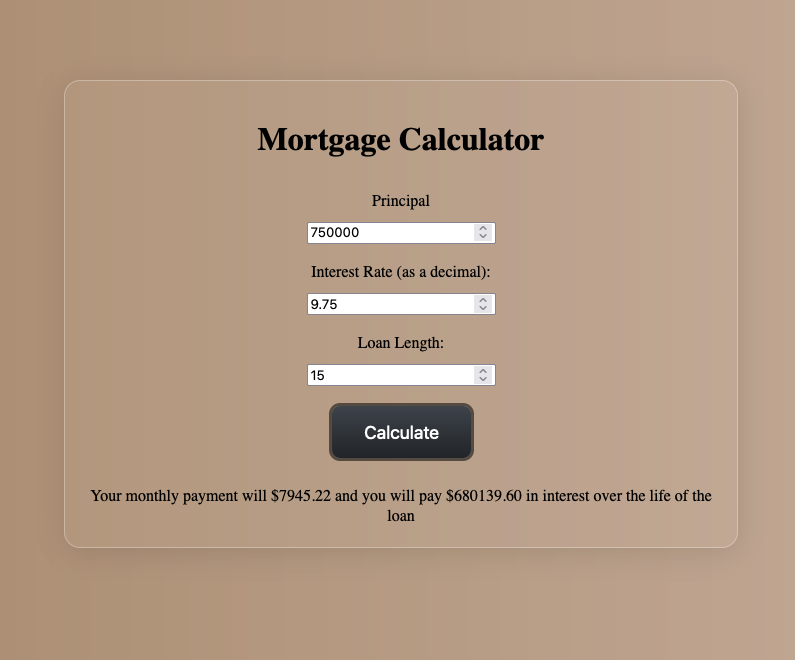 Mortgage Calculator
Principal
750000
Interest Rate (as a decimal):
9.75
Loan Length:
15
Calculate
Your monthly payment will $7945.22 and you will pay $680139.60 in interest over the life of the
loan